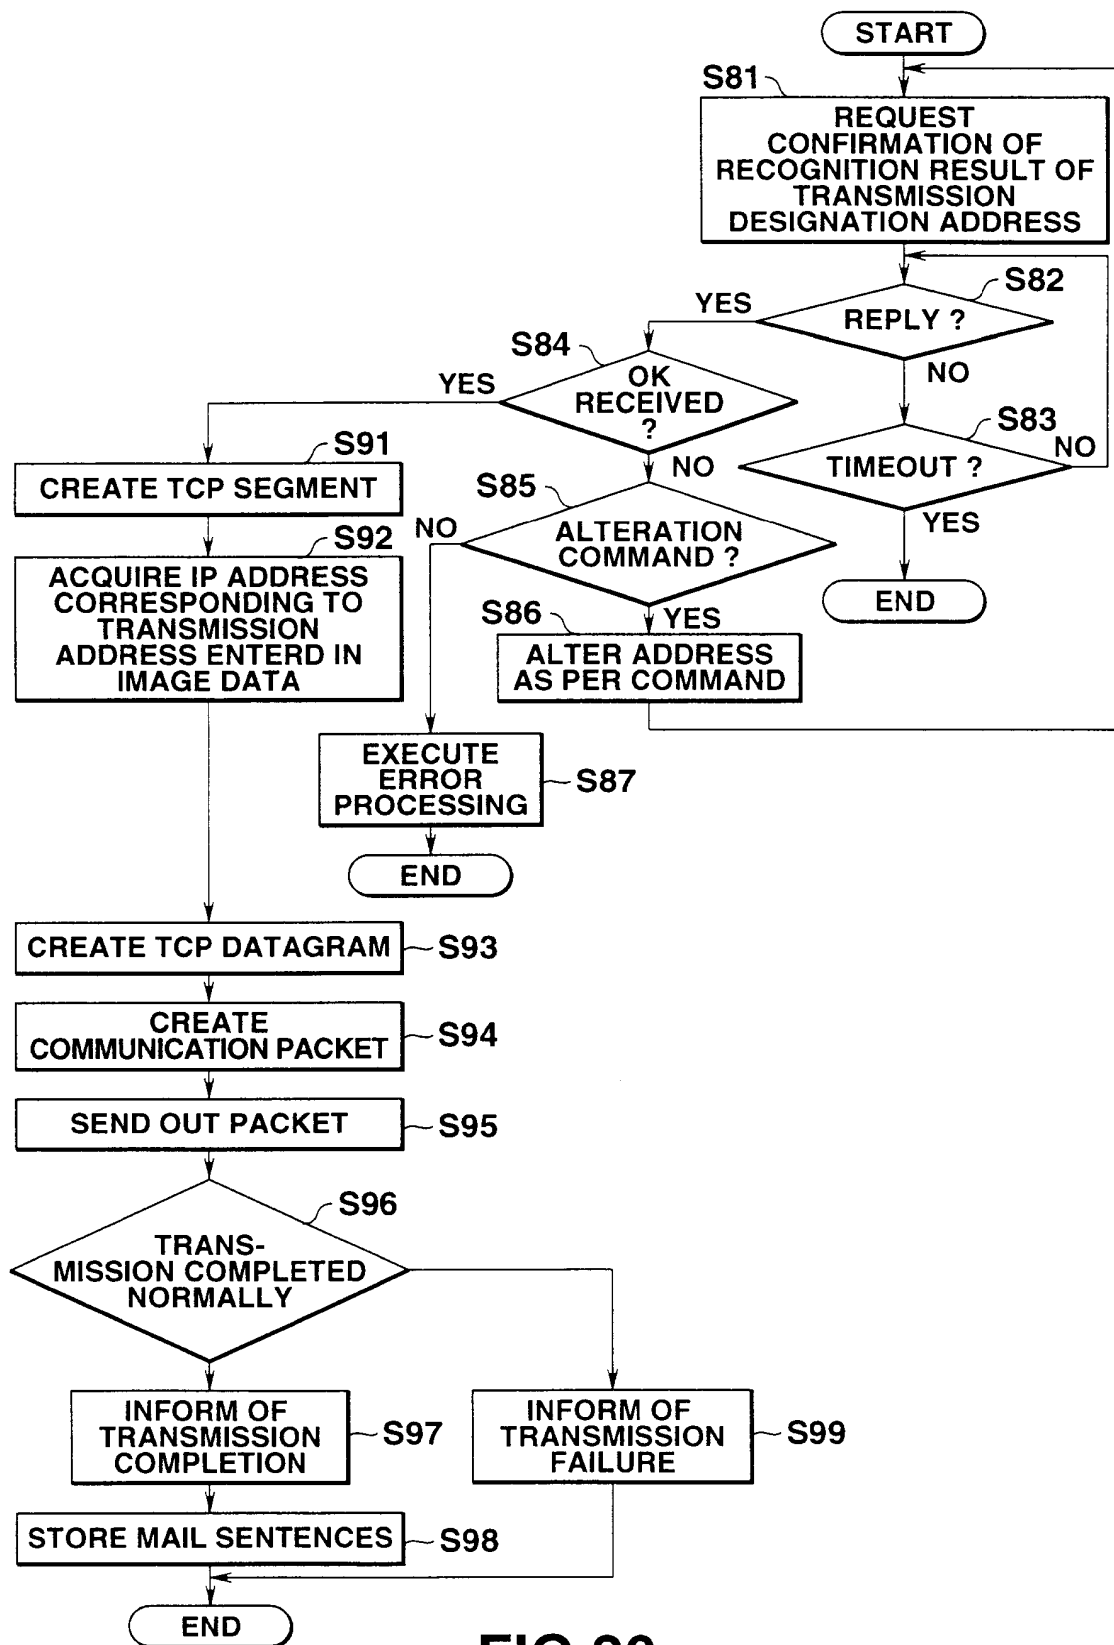 START
S81
REQUEST
CONFIRMATION OF
RECOGNITION RESULT OF
TRANSMISSION
DESIGNATION ADDRESS
S82
REPLY ?
YES
NO
S83
TIMEOUT ?
NO
YES
END
S84
OK
RECEIVED
?
YES
NO
S85
ALTERATION
COMMAND ?
NO
YES
S86
ALTER ADDRESS
AS PER COMMAND
EXECUTE
ERROR
PROCESSING
S87
END
S91
CREATE TCP SEGMENT
S92
ACQUIRE IP ADDRESS
CORRESPONDING TO
TRANSMISSION
ADDRESS ENTERD IN
IMAGE DATA
CREATE TCP DATAGRAM
S93
CREATE
COMMUNICATION PACKET
S94
SEND OUT PACKET
S95
S96
TRANS-
MISSION COMPLETED
NORMALLY
INFORM OF
TRANSMISSION
COMPLETION
S97
INFORM OF
TRANSMISSION
FAILURE
S99
STORE MAIL SENTENCES
S98
END